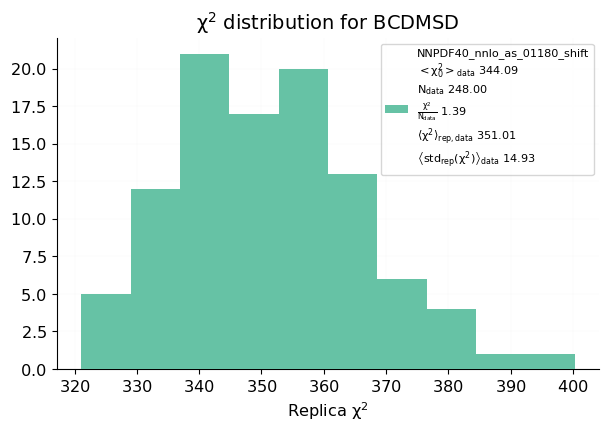 χ² distribution for BCDMSD
NNPDF40_nnlo_as_01180_shift
<χ₀²>data 344.09
Ndata 248.00
χ²/Ndata 1.39
⟨χ²⟩rep, data 351.01
⟨stdrep(χ²)⟩data 14.93
20.0
17.5
15.0
12.5
10.0
7.5
5.0
2.5
0.0
320 330 340 350 360 370 380 390 400
Replica χ²